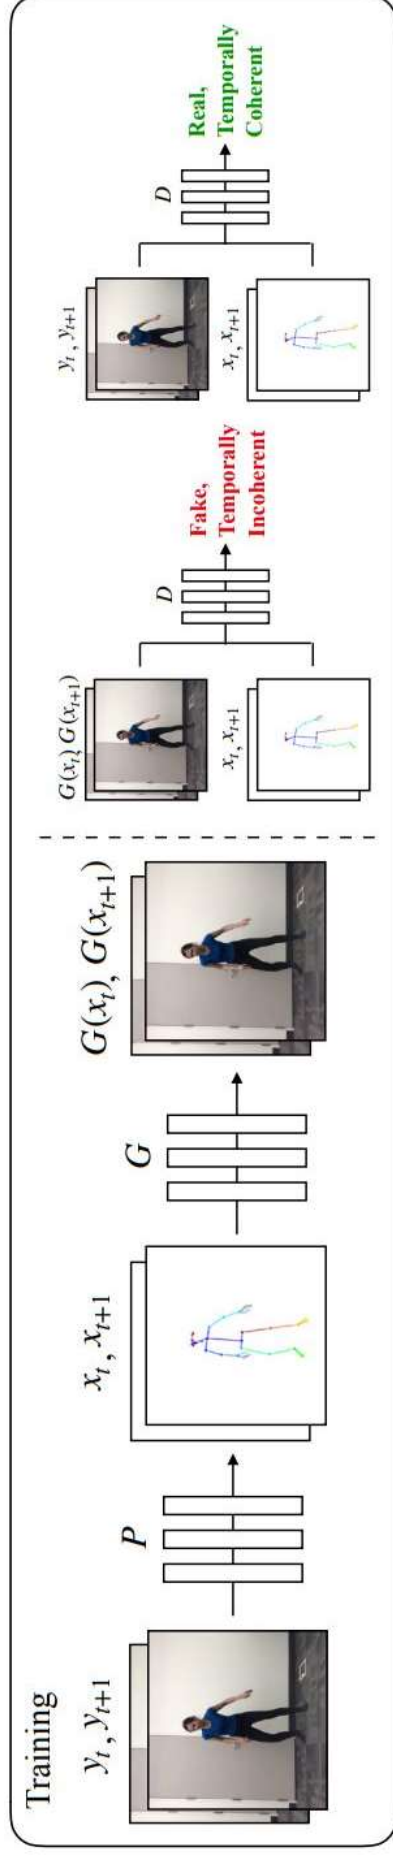 Training
y_t, y_{t+1}
P
x_t, x_{t+1}
G
G(x_t), G(x_{t+1})
G(x_t) G(x_{t+1})
x_t, x_{t+1}
D
Fake,
Temporally
Incoherent
y_t, y_{t+1}
x_t, x_{t+1}
D
Real,
Temporally
Coherent